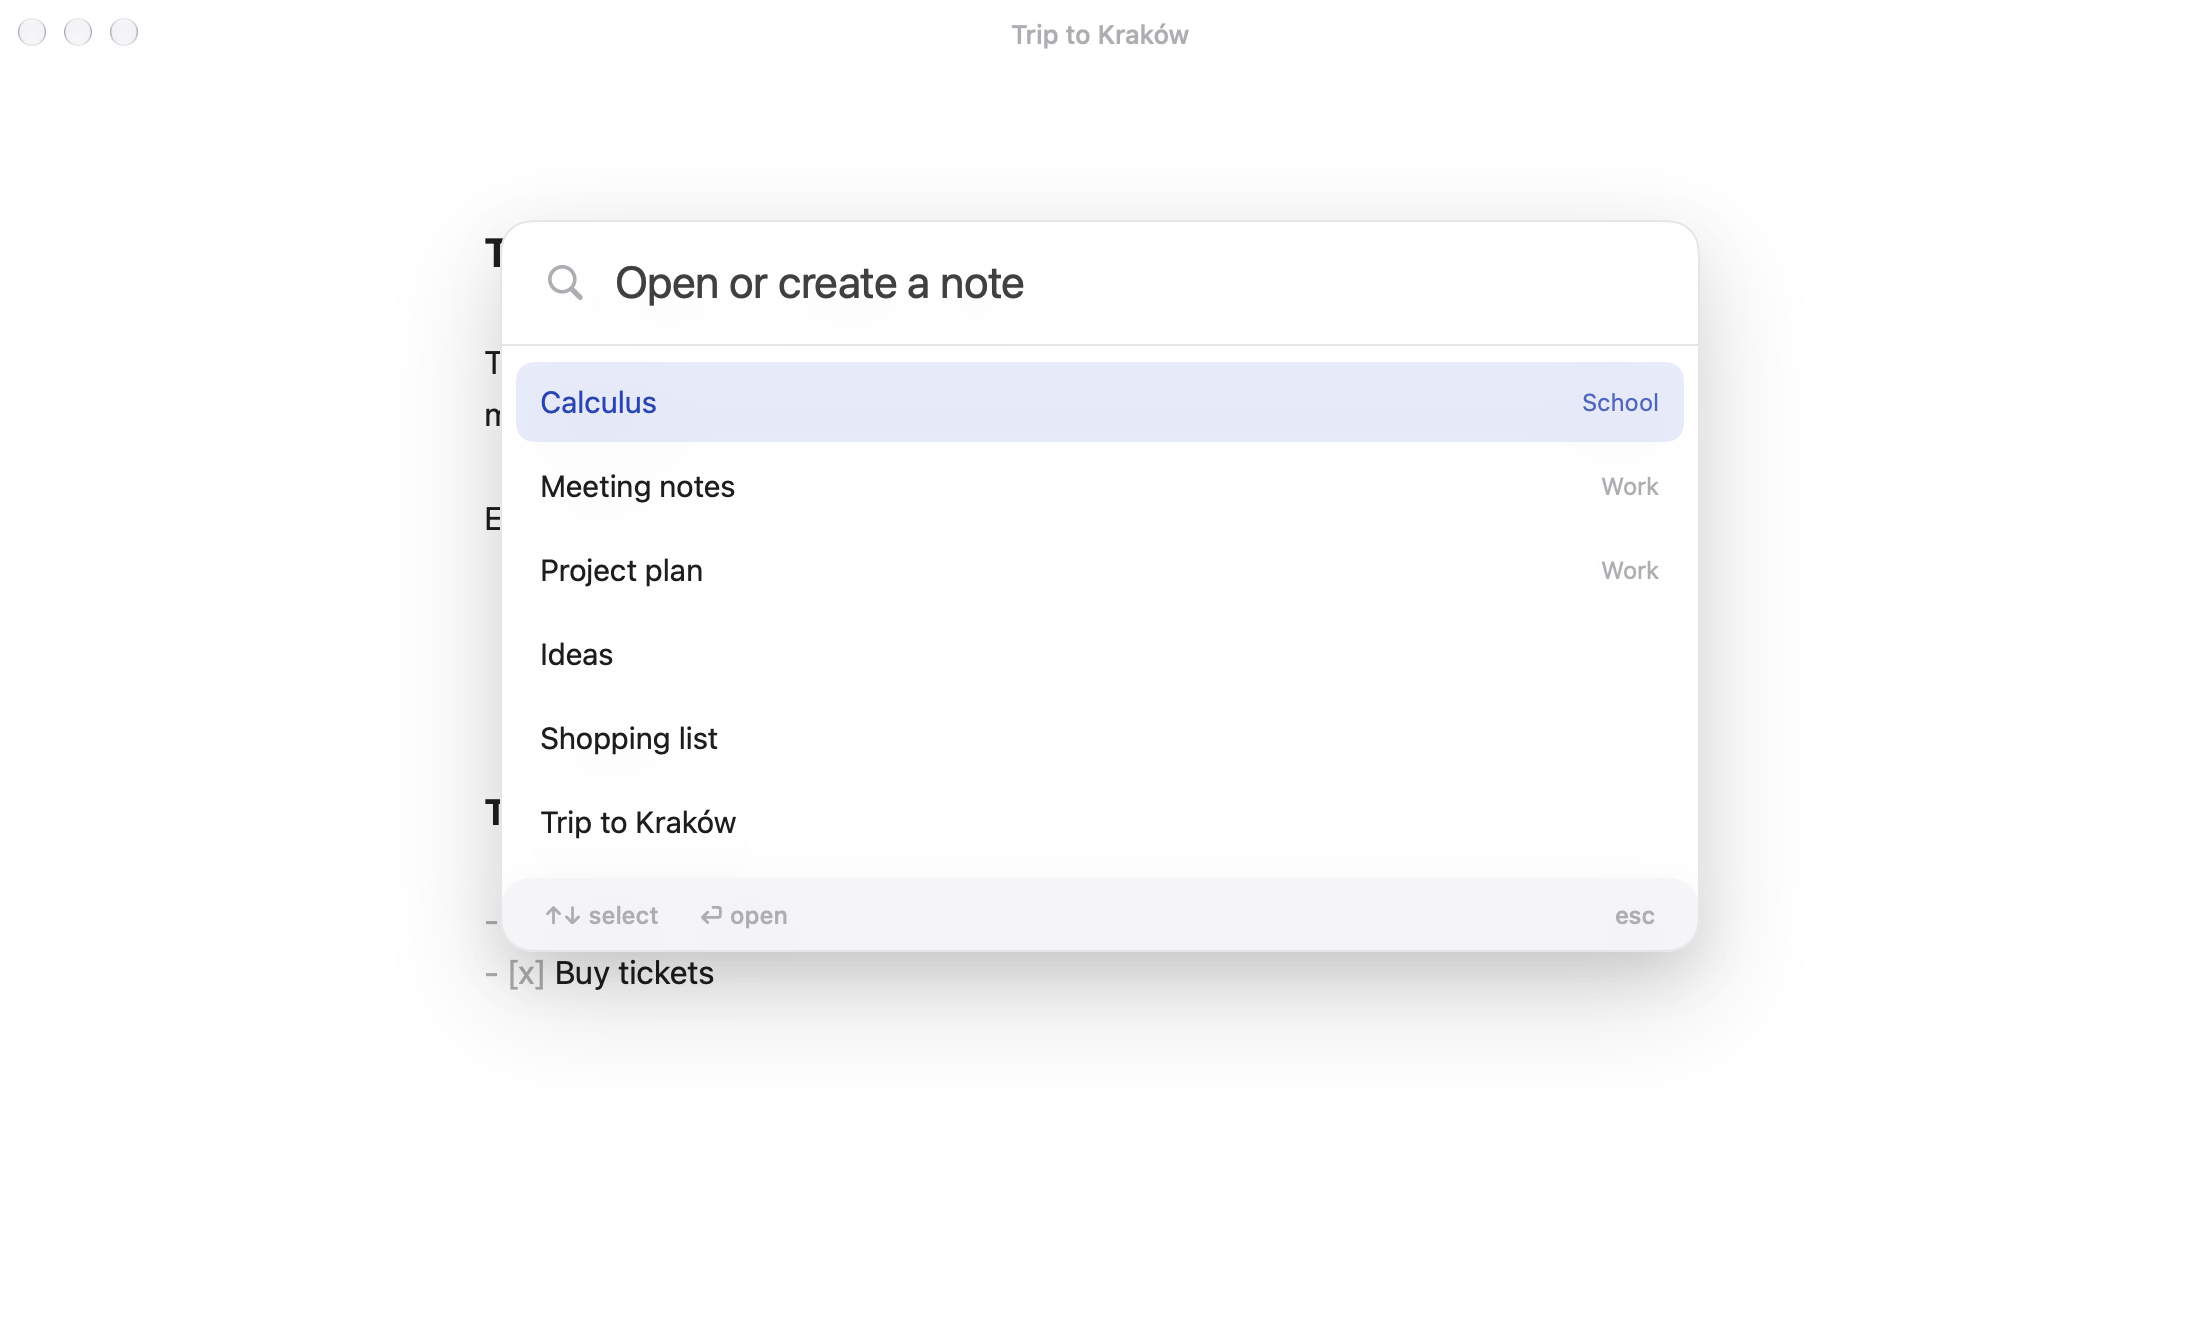 Trip to Kraków
Open or create a note
Calculus School
Meeting notes Work
Project plan Work
Ideas
Shopping list
Trip to Kraków
↑↓ select ↩ open esc
- [x] Buy tickets